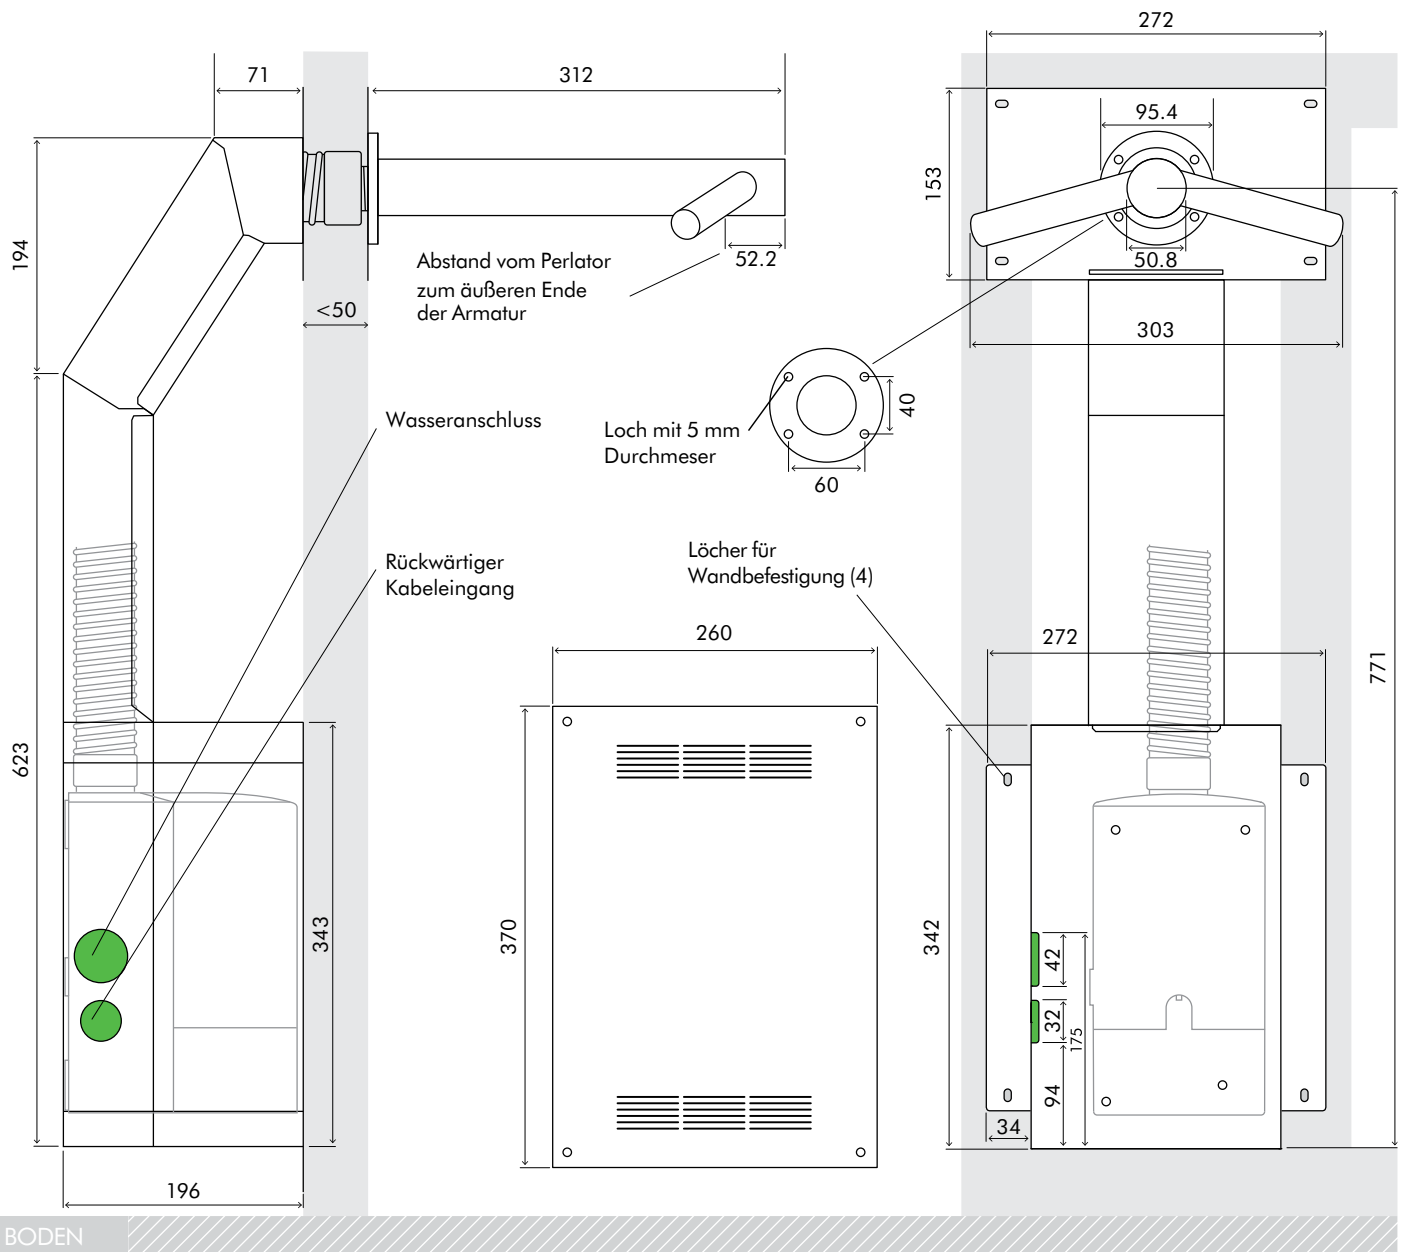 272
71
312
95.4
153
194
52.2
50.8
Abstand vom Perlator
zum äußeren Ende
der Armatur
<50
303
Wasseranschluss
Loch mit 5 mm
Durchmeser
40
60
Rückwärtiger
Kabeleingang
Löcher für
Wandbefestigung (4)
260
272
771
623
343
370
342
42
32
175
94
34
196
BODEN